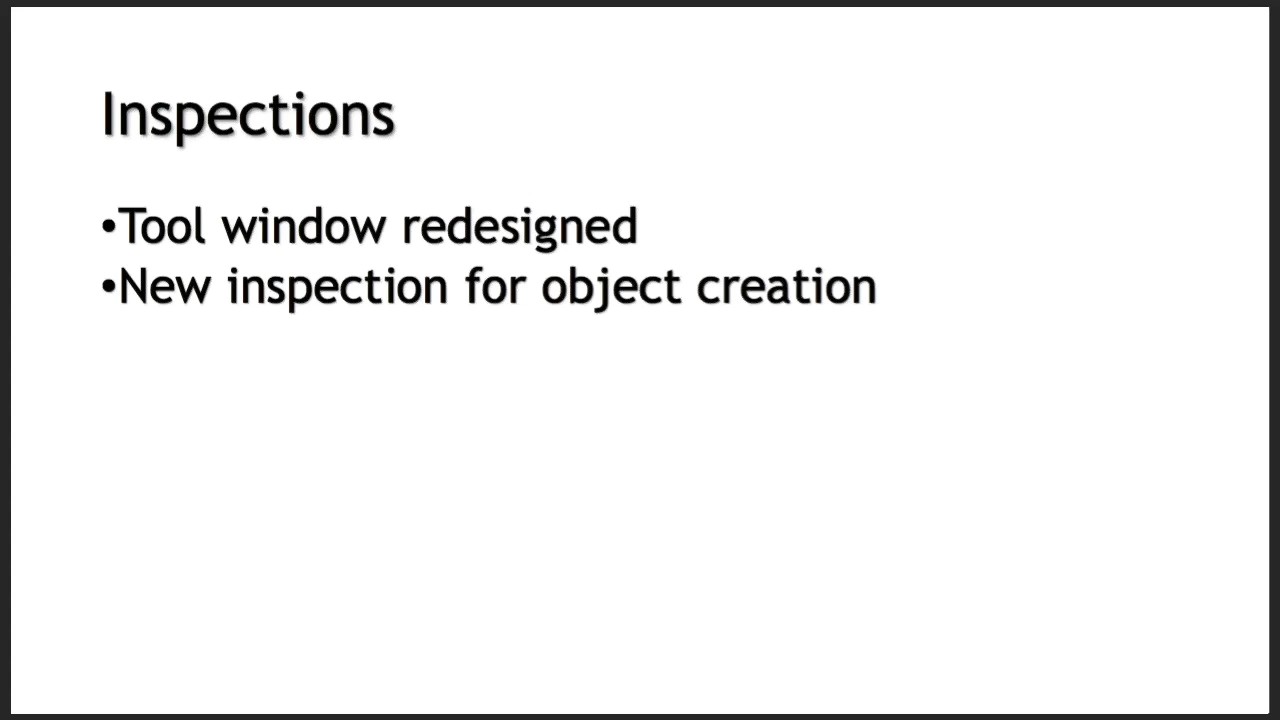 Inspections
•Tool window redesigned
•New inspection for object creation